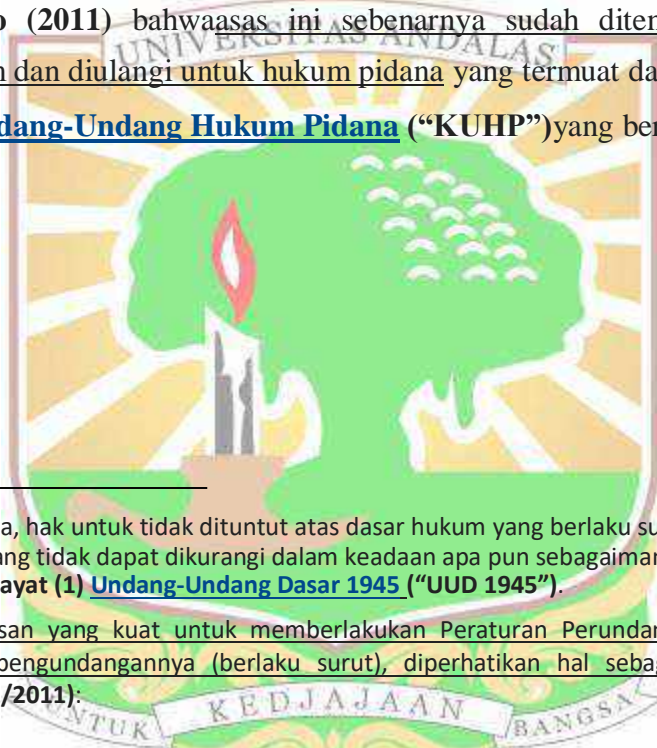 o (2011) bahwaasas ini sebenarnya sudah diten
UNIVERSITAS ANDALAS
n dan diulangi untuk hukum pidana yang termuat da
dang-Undang Hukum Pidana (“KUHP”)yang ber
a, hak untuk tidak dituntut atas dasar hukum yang berlaku su
ang tidak dapat dikurangi dalam keadaan apa pun sebagaiman
ayat (1) Undang-Undang Dasar 1945 (“UUD 1945”).
san yang kuat untuk memberlakukan Peraturan Perundan
pengundangannya (berlaku surut), diperhatikan hal sebag
/2011):
UNTUK KEDJAJAAN BANGSA